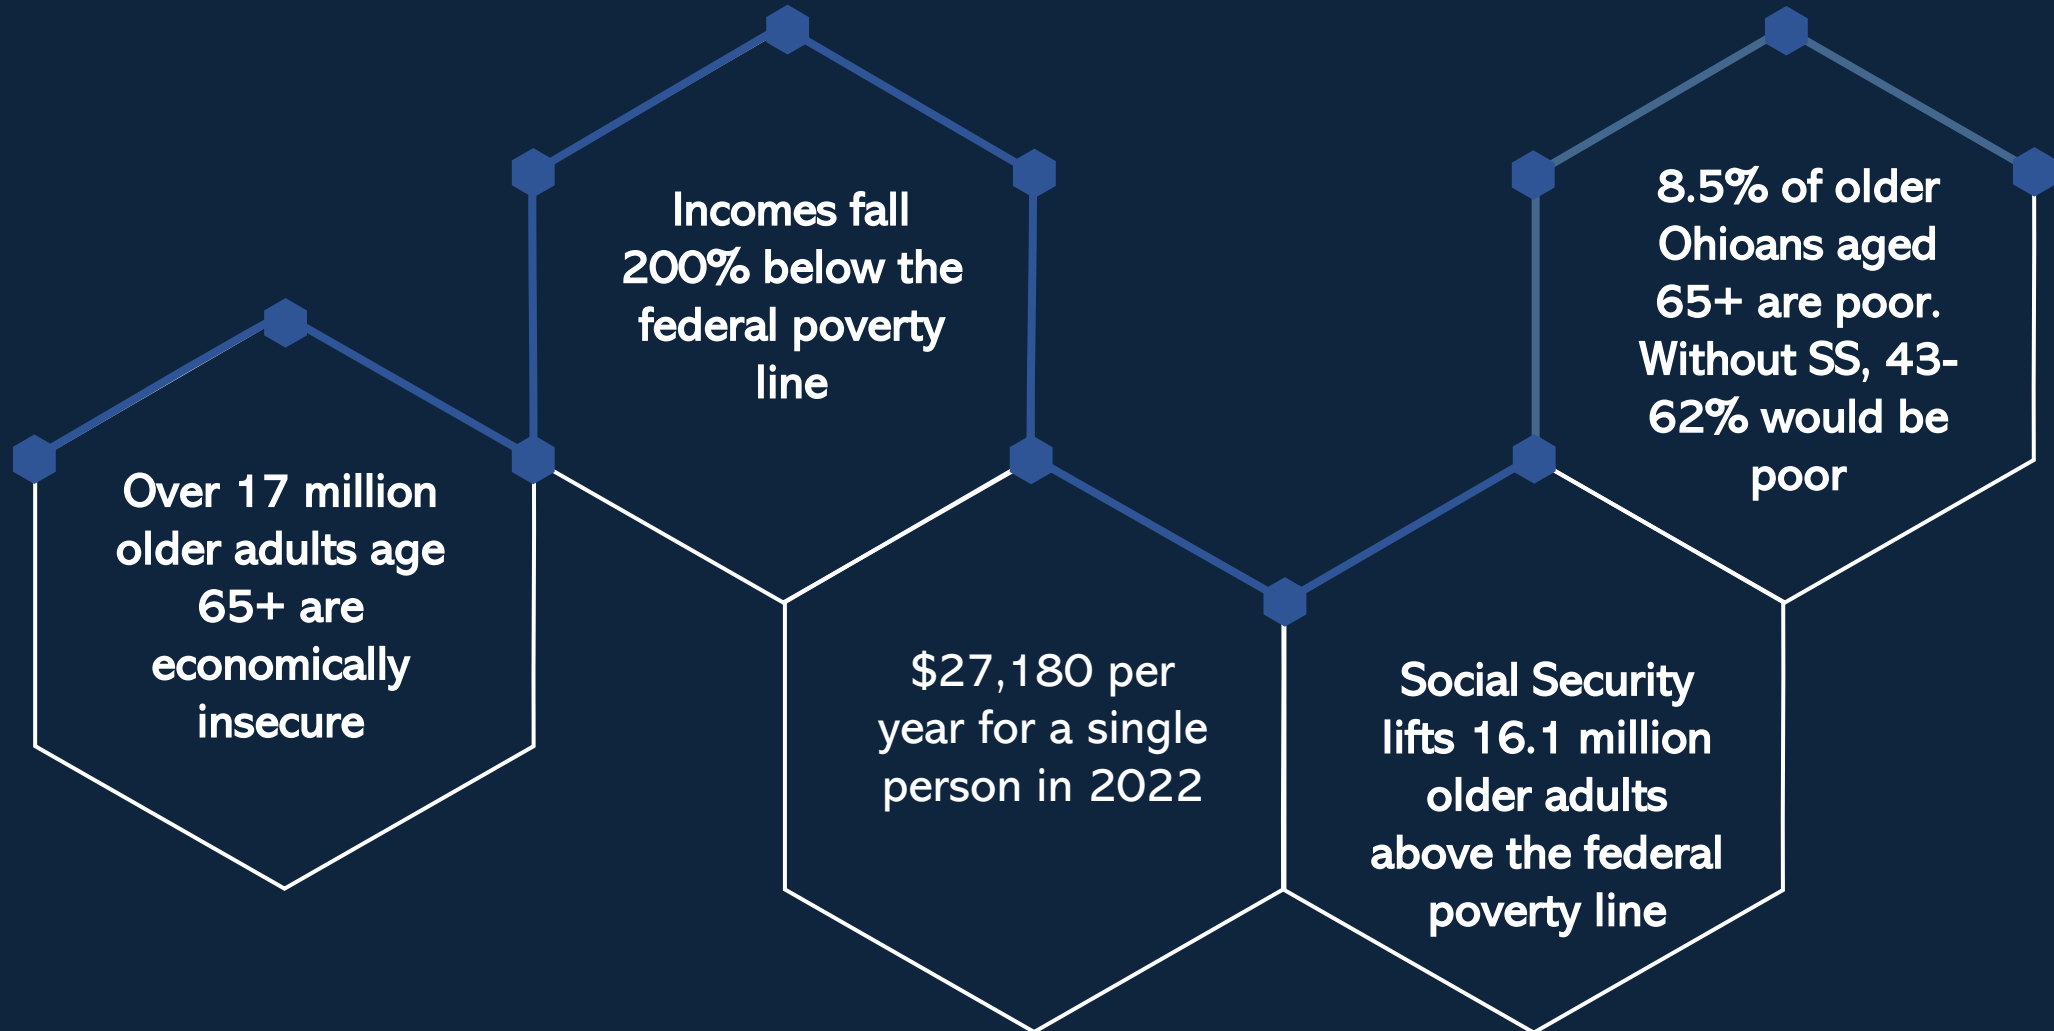 Over 17 million
older adults age
65+ are
economically
insecure
Incomes fall
200% below the
federal poverty
line
$27,180 per
year for a single
person in 2022
Social Security
lifts 16.1 million
older adults
above the federal
poverty line
8.5% of older
Ohioans aged
65+ are poor.
Without SS, 43-
62% would be
poor